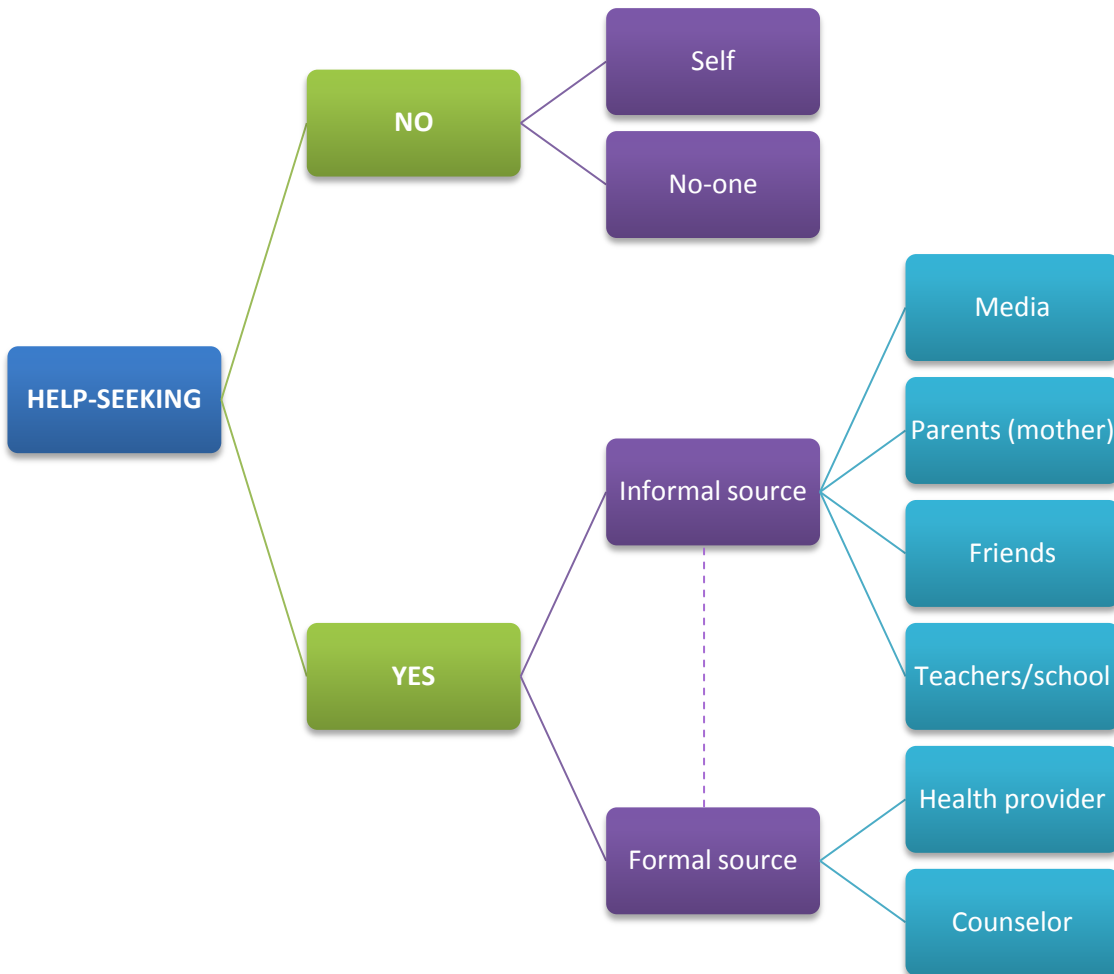 Self
NO
No-one
Media
HELP-SEEKING
Parents (mother)
Informal source
Friends
YES
Teachers/school
Health provider
Formal source
Counselor